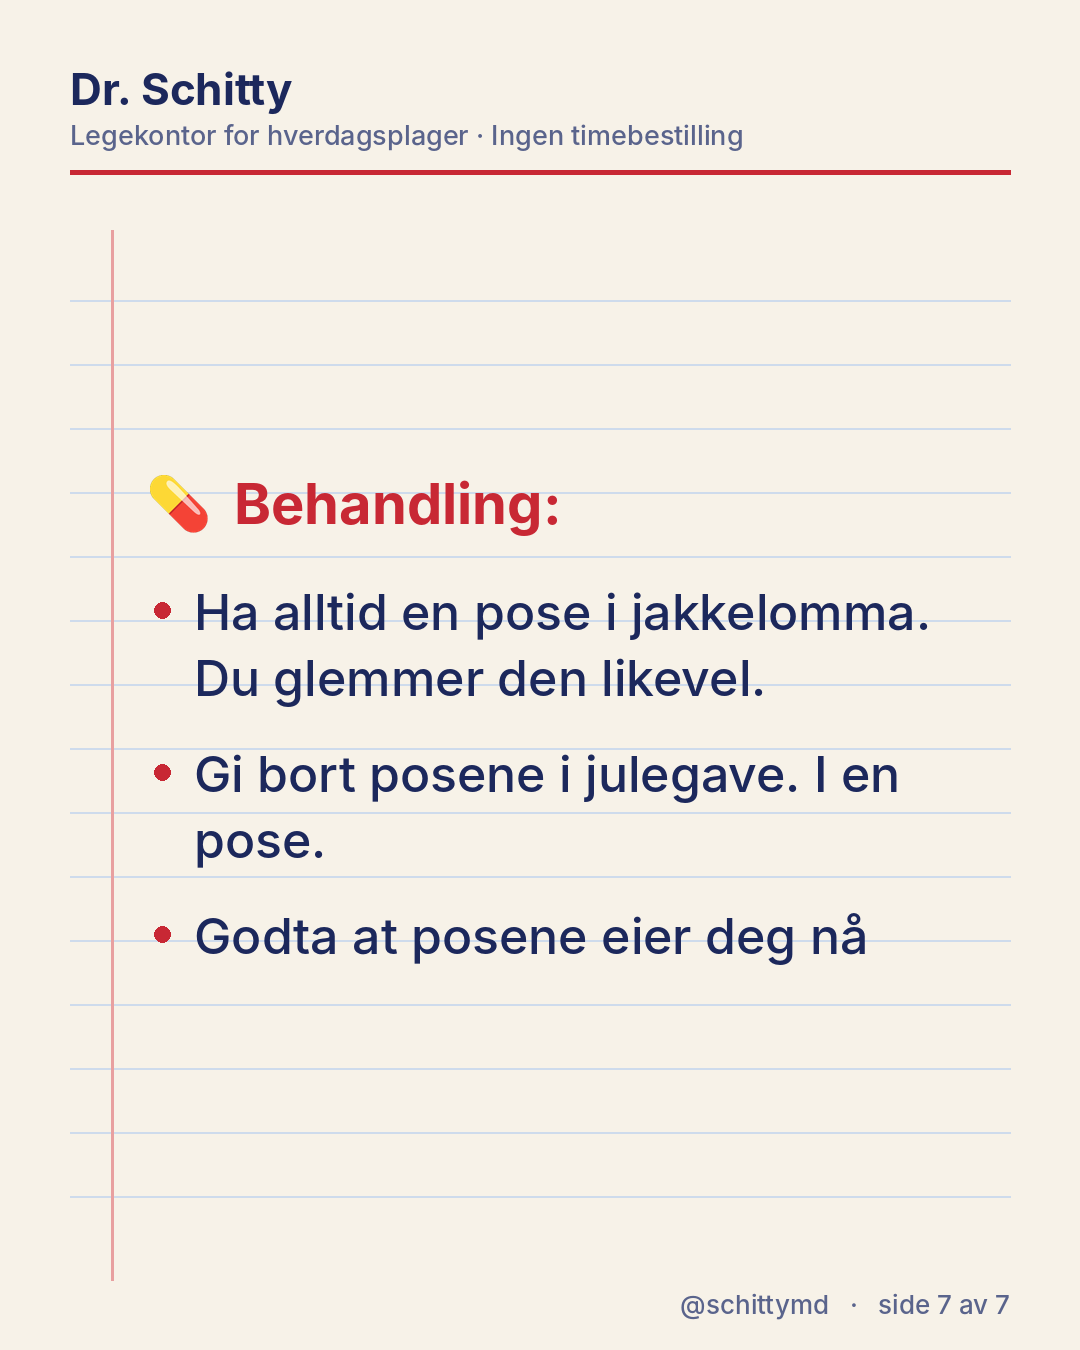 Dr. Schitty
Legekontor for hverdagsplager · Ingen timebestilling
💊 Behandling:
• Ha alltid en pose i jakkelomma.
Du glemmer den likevel.
• Gi bort posene i julegave. I en
pose.
• Godta at posene eier deg nå
@schittymd · side 7 av 7